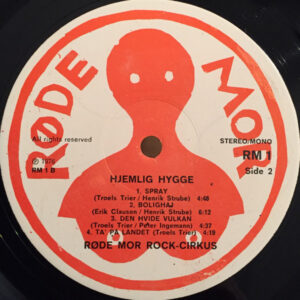 RØDE MOR
All rights reserved
STEREO/MONO
RM 1
Side 2
℗ 1976
RM 1 B
HJEMLIG HYGGE
1. SPRAY
(Troels Trier / Henrik Strube) 4:48
2. BOLIGHAJ
(Erik Clausen / Henrik Strube) 6:12
3. DEN HVIDE VULKAN
(Troels Trier / Peter Ingemann) 4:37
4. TA' PÅ LANDET (Troels Trier) 4:19
RØDE MOR ROCK-CIRKUS